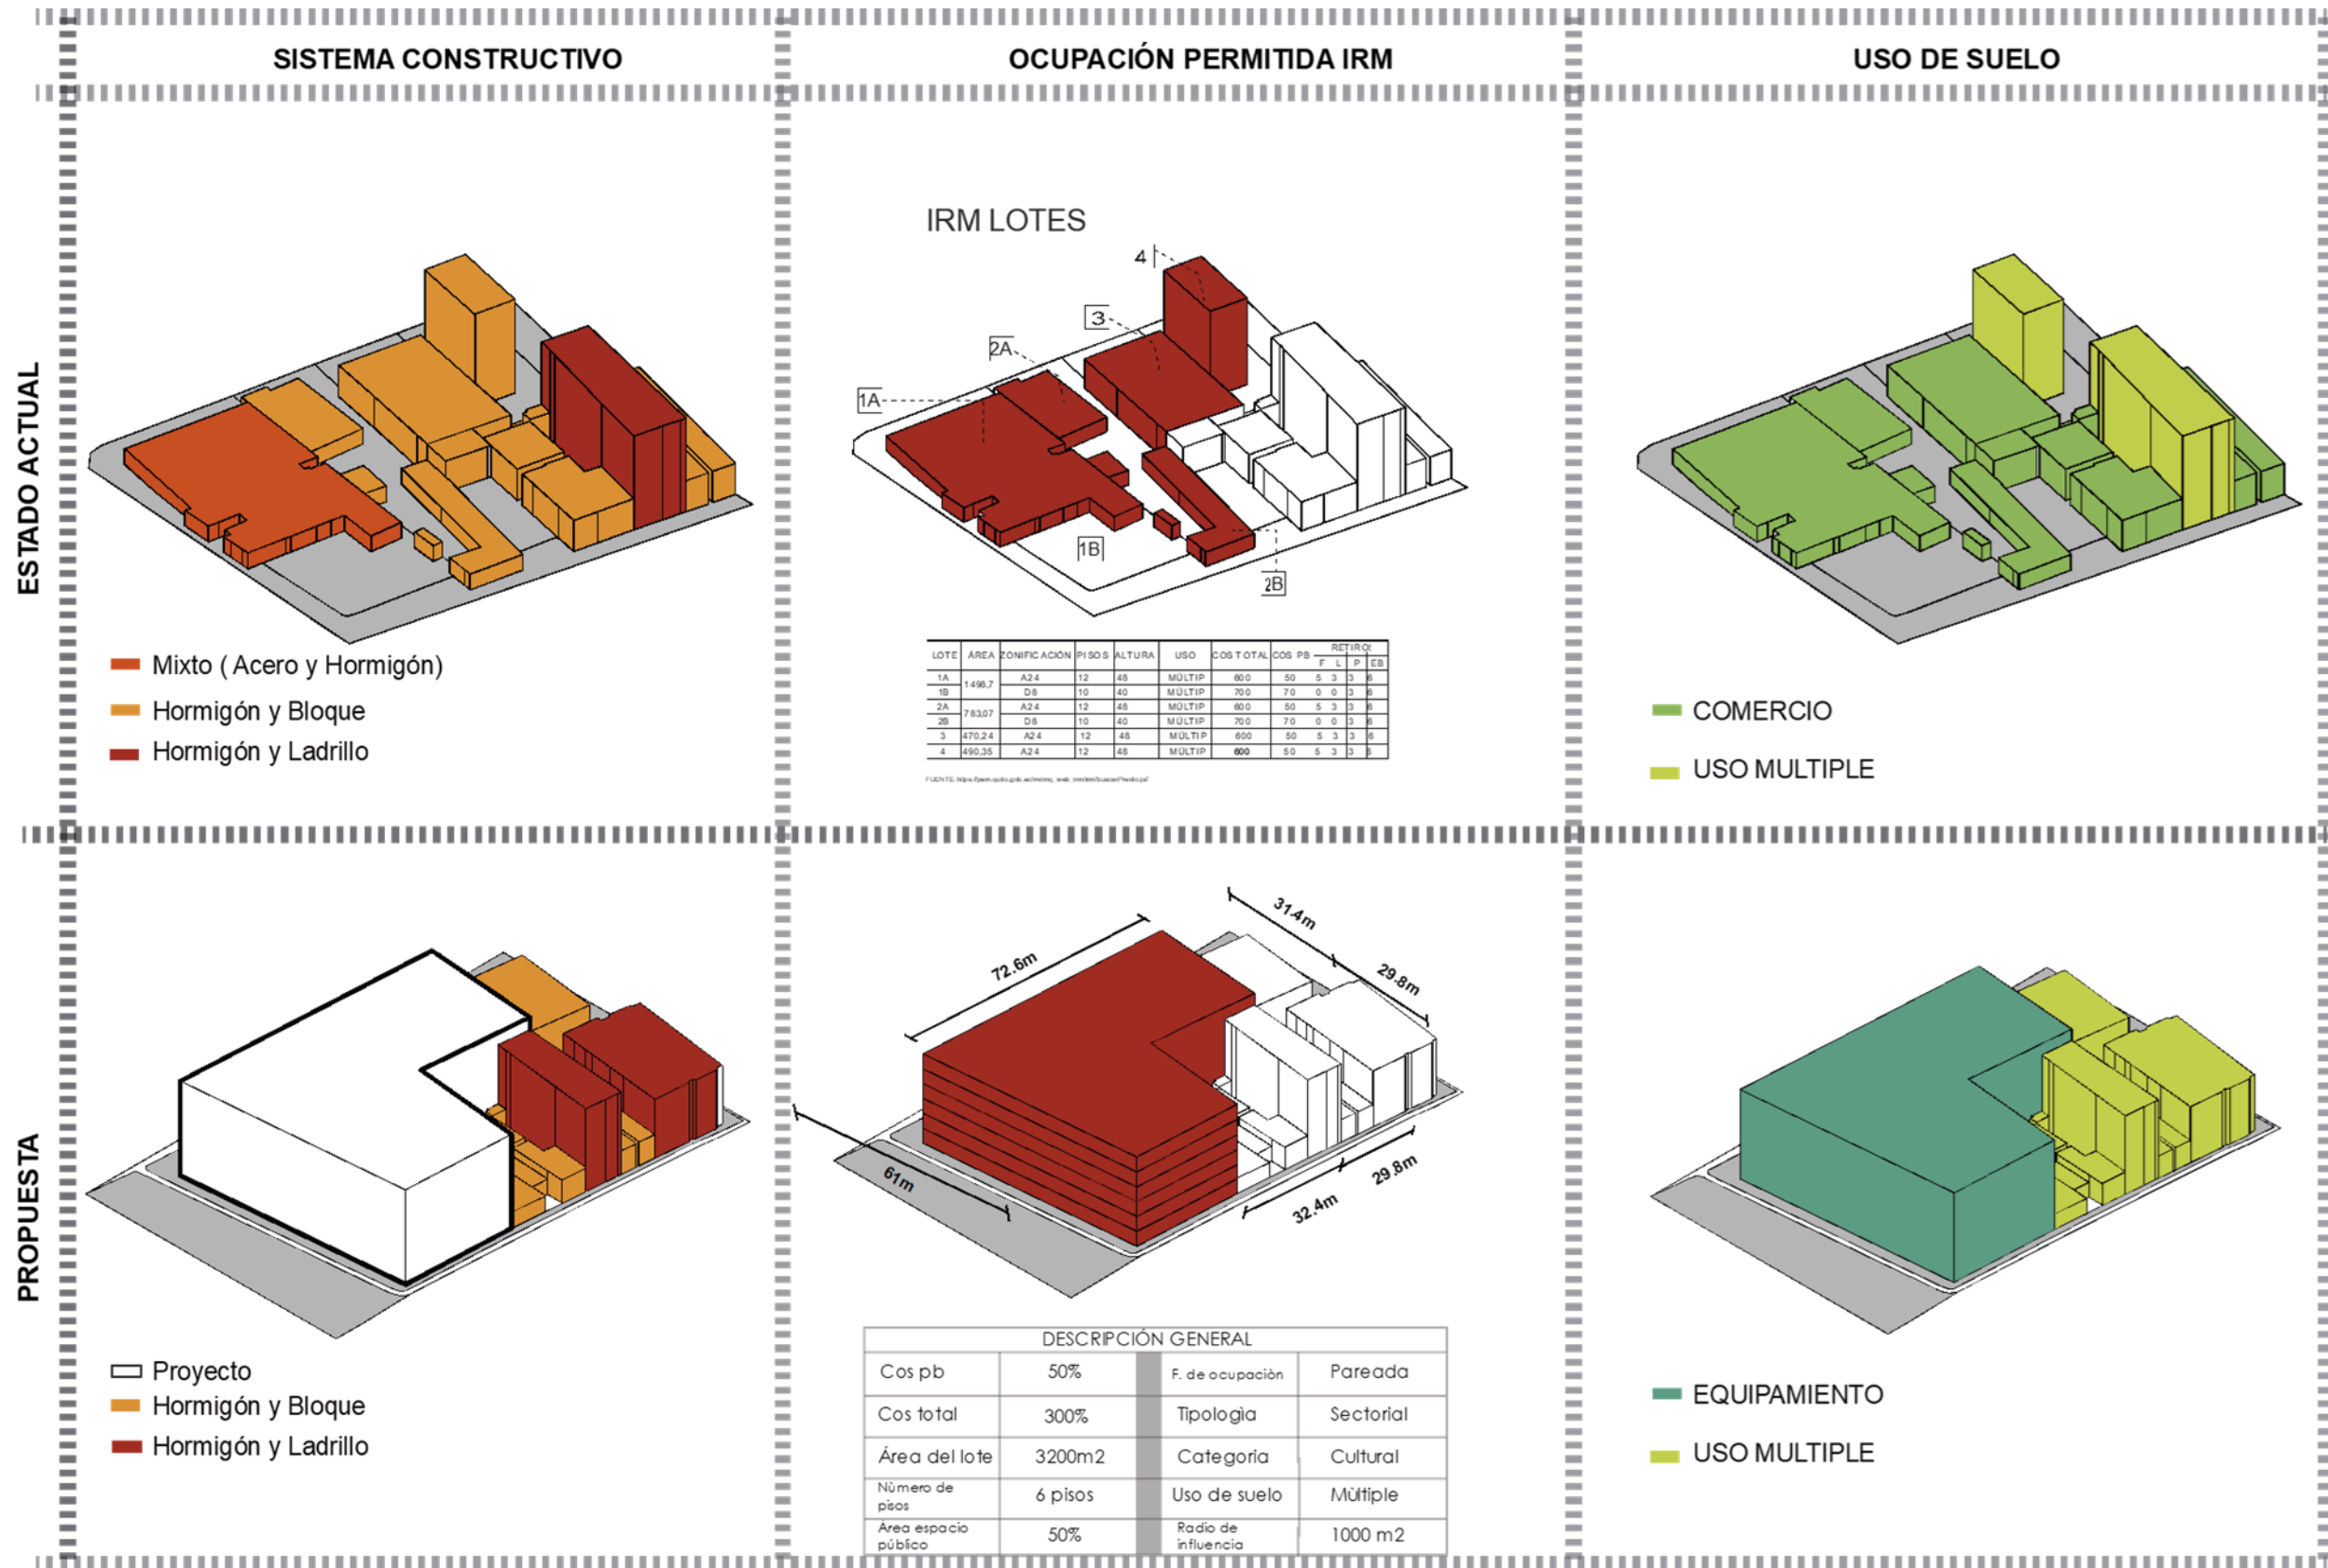 SISTEMA CONSTRUCTIVO
OCUPACIÓN PERMITIDA IRM
USO DE SUELO
ESTADO ACTUAL
Mixto ( Acero y Hormigón)
Hormigón y Bloque
Hormigón y Ladrillo
IRM LOTES
4
3
2A
1A
1B
2B
LOTE ÁREA ZONIFICACIÓN PISOS ALTURA USO COS TOTAL COS PB RETIROS
F L P EB
1A 1498,7 A24 12 48 MÚLTIP 600 50 5 3 3 6
1B D8 10 40 MÚLTIP 700 70 0 0 3 6
2A 783,07 A24 12 48 MÚLTIP 600 50 5 3 3 6
2B D8 10 40 MÚLTIP 700 70 0 0 3 6
3 470,24 A24 12 48 MÚLTIP 600 50 5 3 3 6
4 490,35 A24 12 48 MÚLTIP 600 50 5 3 3 6
FUENTE:
COMERCIO
USO MULTIPLE
PROPUESTA
Proyecto
Hormigón y Bloque
Hormigón y Ladrillo
72.6m
31.4m
29.8m
61m
32.4m
29.8m
DESCRIPCIÓN GENERAL
Cos pb 50% F. de ocupaciòn Pareada
Cos total 300% Tipologìa Sectorial
Área del lote 3200m2 Categoria Cultural
Nùmero de
pisos 6 pisos Uso de suelo Mùltiple
Área espacio
público 50% Radio de
influencia 1000 m2
EQUIPAMIENTO
USO MULTIPLE